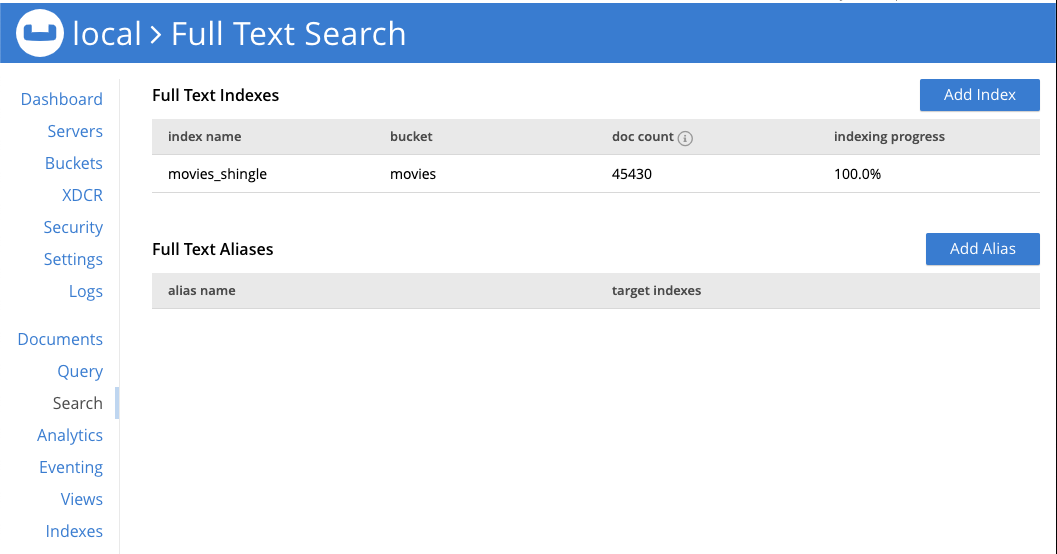 local > Full Text Search
Dashboard
Servers
Buckets
XDCR
Security
Settings
Logs
Documents
Query
Search
Analytics
Eventing
Views
Indexes
Full Text Indexes
Add Index
index name bucket doc count indexing progress
movies_shingle movies 45430 100.0%
Full Text Aliases
Add Alias
alias name target indexes